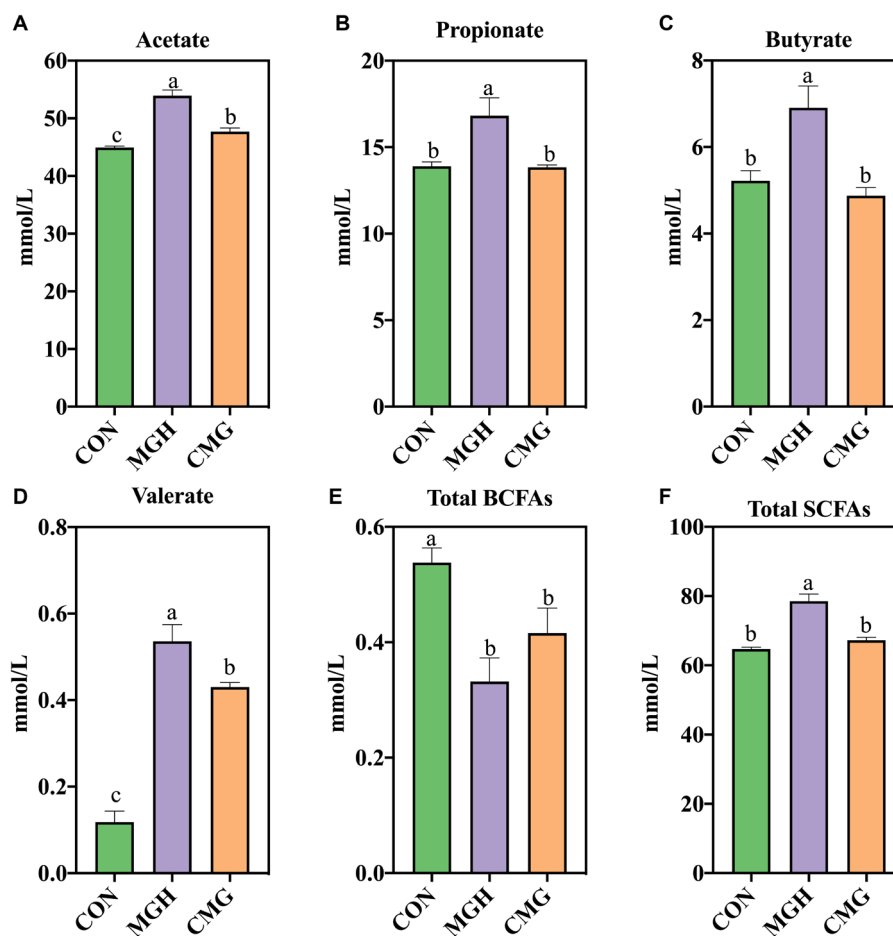 A
Acetate
60
50
40
30
20
10
0
mmol/L
c
a
b
CON
MGH
CMG
B
Propionate
20
15
10
5
0
mmol/L
b
a
b
CON
MGH
CMG
C
Butyrate
8
6
4
2
0
mmol/L
b
a
b
CON
MGH
CMG
D
Valerate
0.8
0.6
0.4
0.2
0.0
mmol/L
c
a
b
CON
MGH
CMG
E
Total BCFAs
0.6
0.4
0.2
0.0
mmol/L
a
b
b
CON
MGH
CMG
F
Total SCFAs
100
80
60
40
20
0
mmol/L
b
a
b
CON
MGH
CMG